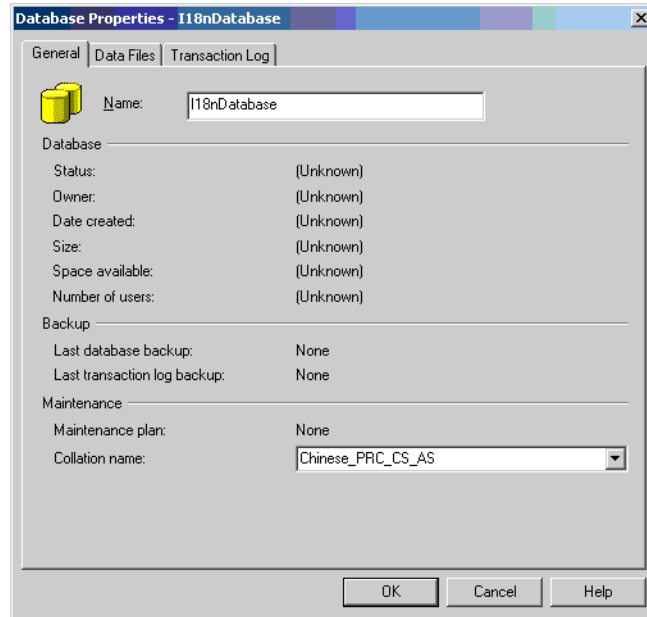 Database Properties - I18nDatabase
General Data Files Transaction Log
Name: I18nDatabase
Database
Status: (Unknown)
Owner: (Unknown)
Date created: (Unknown)
Size: (Unknown)
Space available: (Unknown)
Number of users: (Unknown)
Backup
Last database backup: None
Last transaction log backup: None
Maintenance
Maintenance plan: None
Collation name: Chinese_PRC_CS_AS
OK Cancel Help